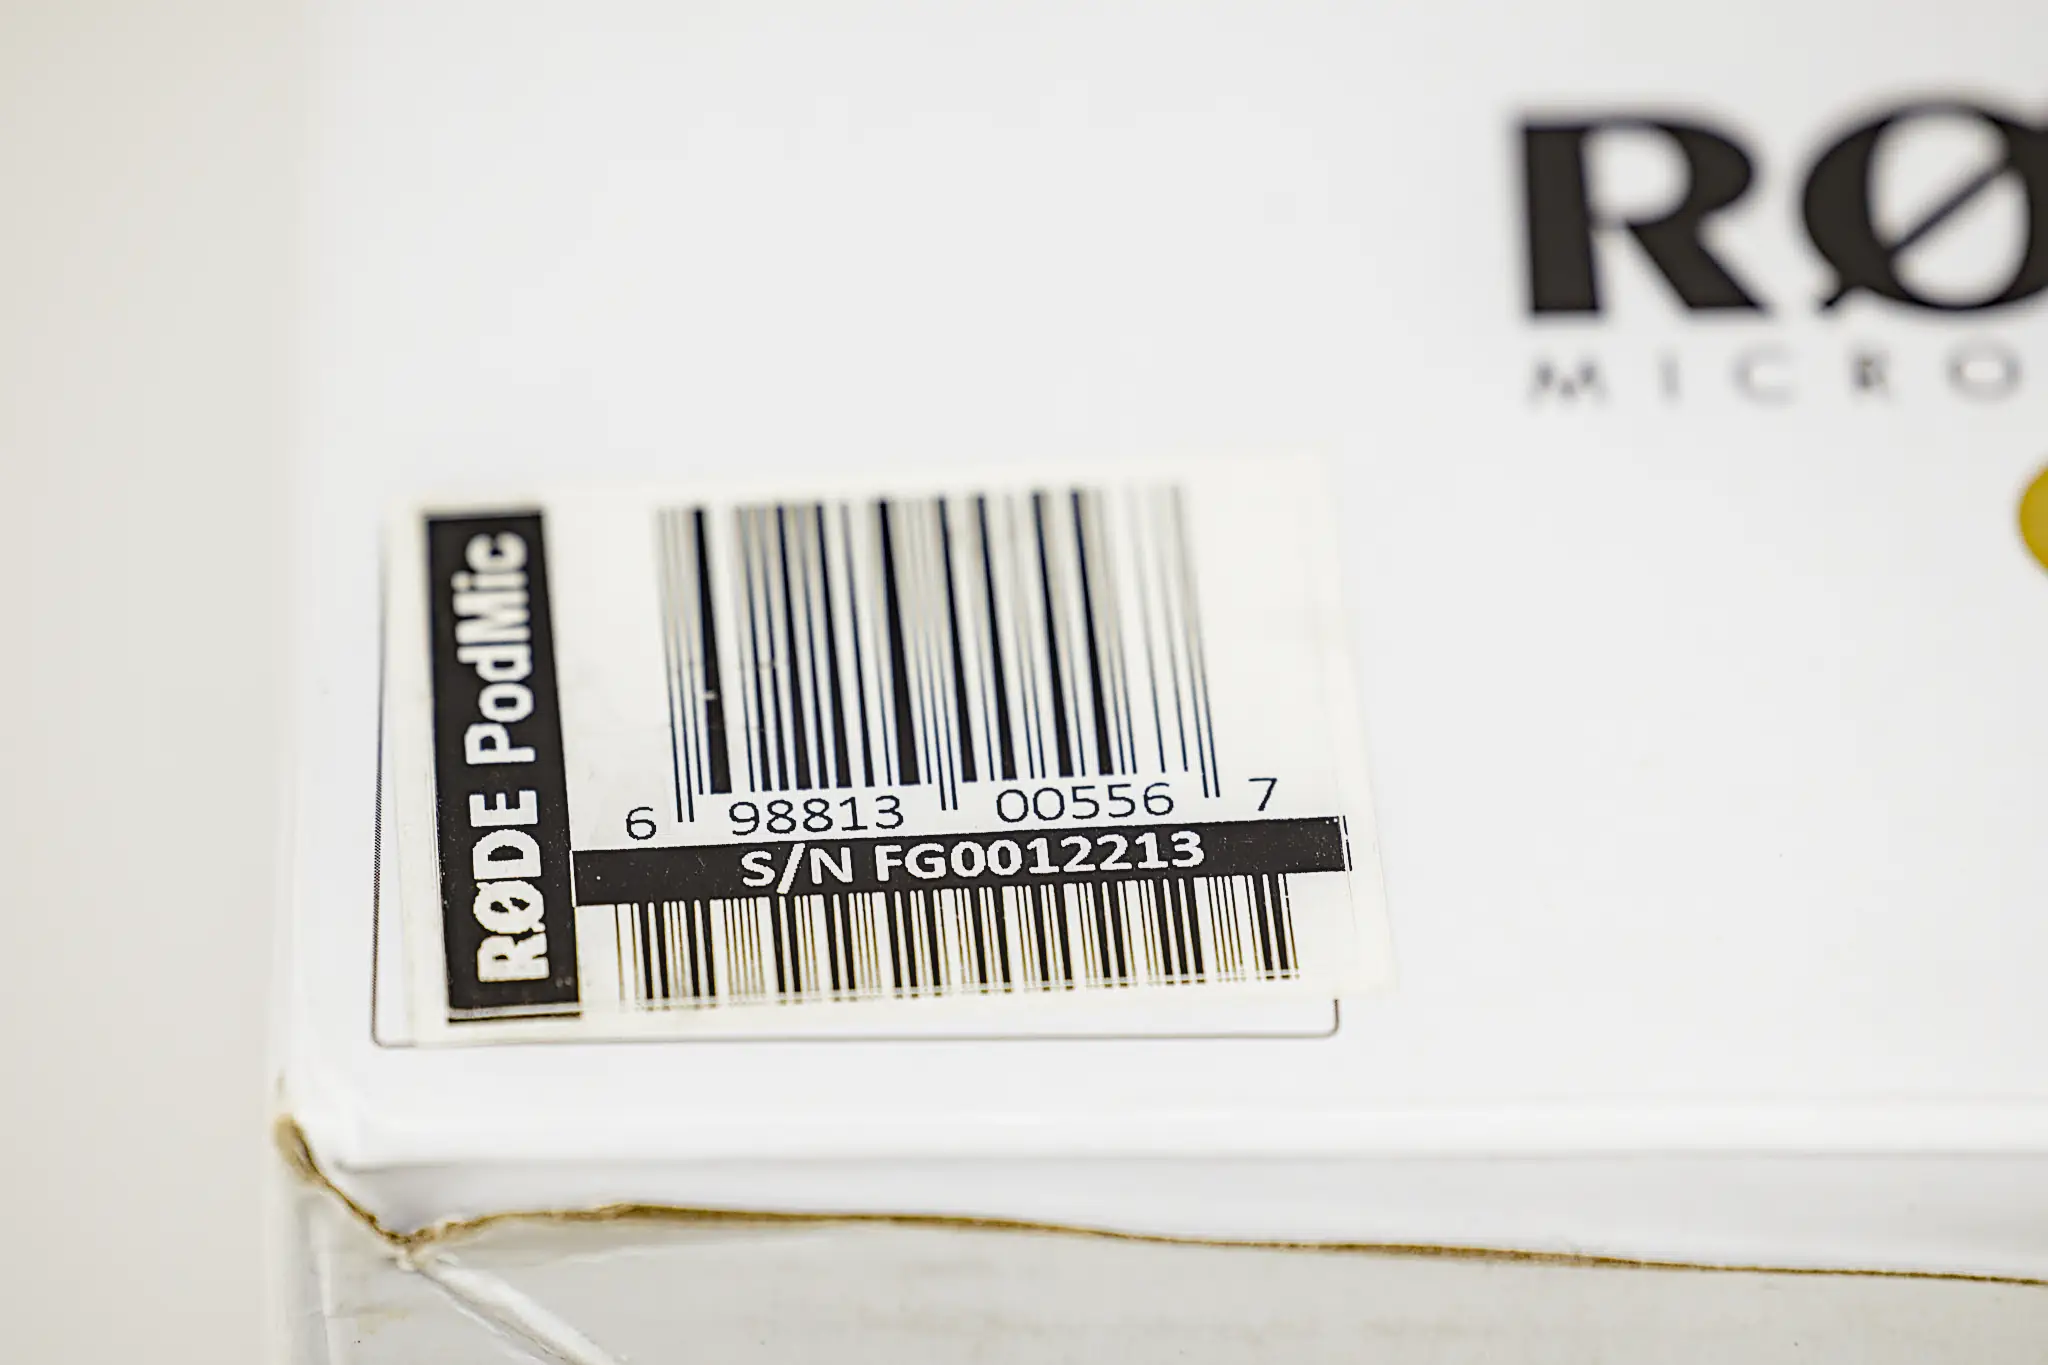 RØ
MICRO
RØDE PodMic
6 98813 00556 7
S/N FG0012213